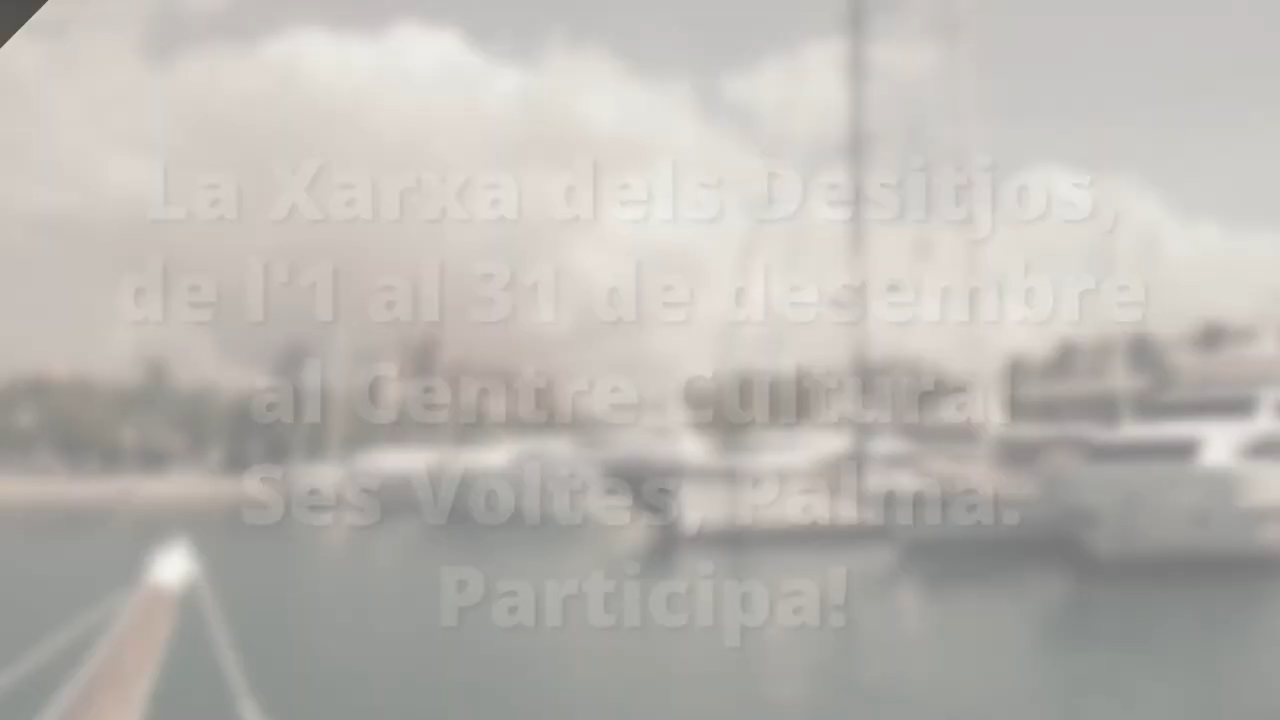 La Xarxa dels Desitjos,
de l'1 al 31 de desembre
al Centre Cultural
Ses Voltes, Palma.
Participa!